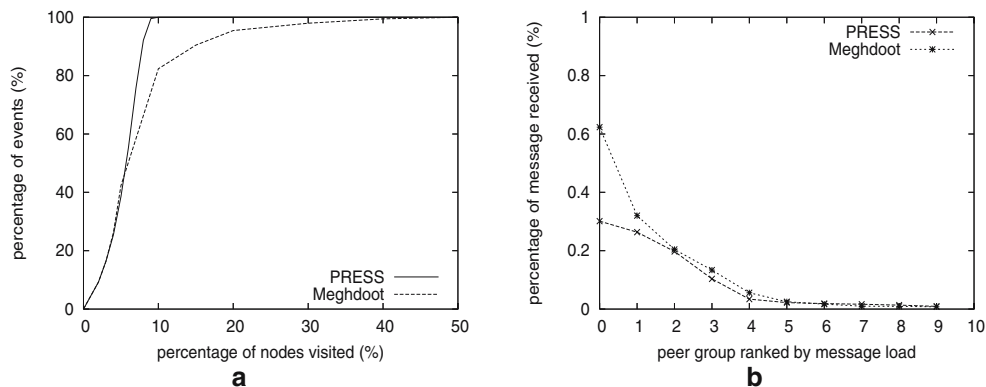 percentage of events (%)
100
80
60
40
20
0
0 10 20 30 40 50
percentage of nodes visited (%)
PRESS
Meghdoot
a
percentage of message received (%)
1
0.8
0.6
0.4
0.2
0
0 1 2 3 4 5 6 7 8 9 10
peer group ranked by message load
PRESS
Meghdoot
b